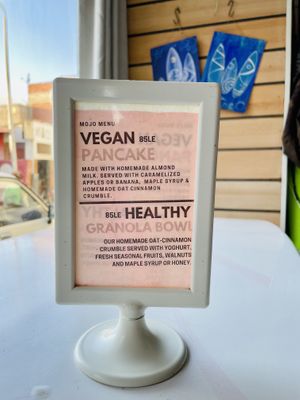 MOJO MENU
VEGAN 85LE
PANCAKE
MADE WITH HOMEMADE ALMOND
MILK, SERVED WITH CARAMELIZED
APPLES OR BANANA, MAPLE SYRUP &
HOMEMADE OAT CINNAMON
CRUMBLE.
85LE HEALTHY
GRANOLA BOWL
OUR HOMEMADE OAT-CINNAMON
CRUMBLE SERVED WITH YOGHURT,
FRESH SEASONAL FRUITS, WALNUTS
AND MAPLE SYRUP OR HONEY.